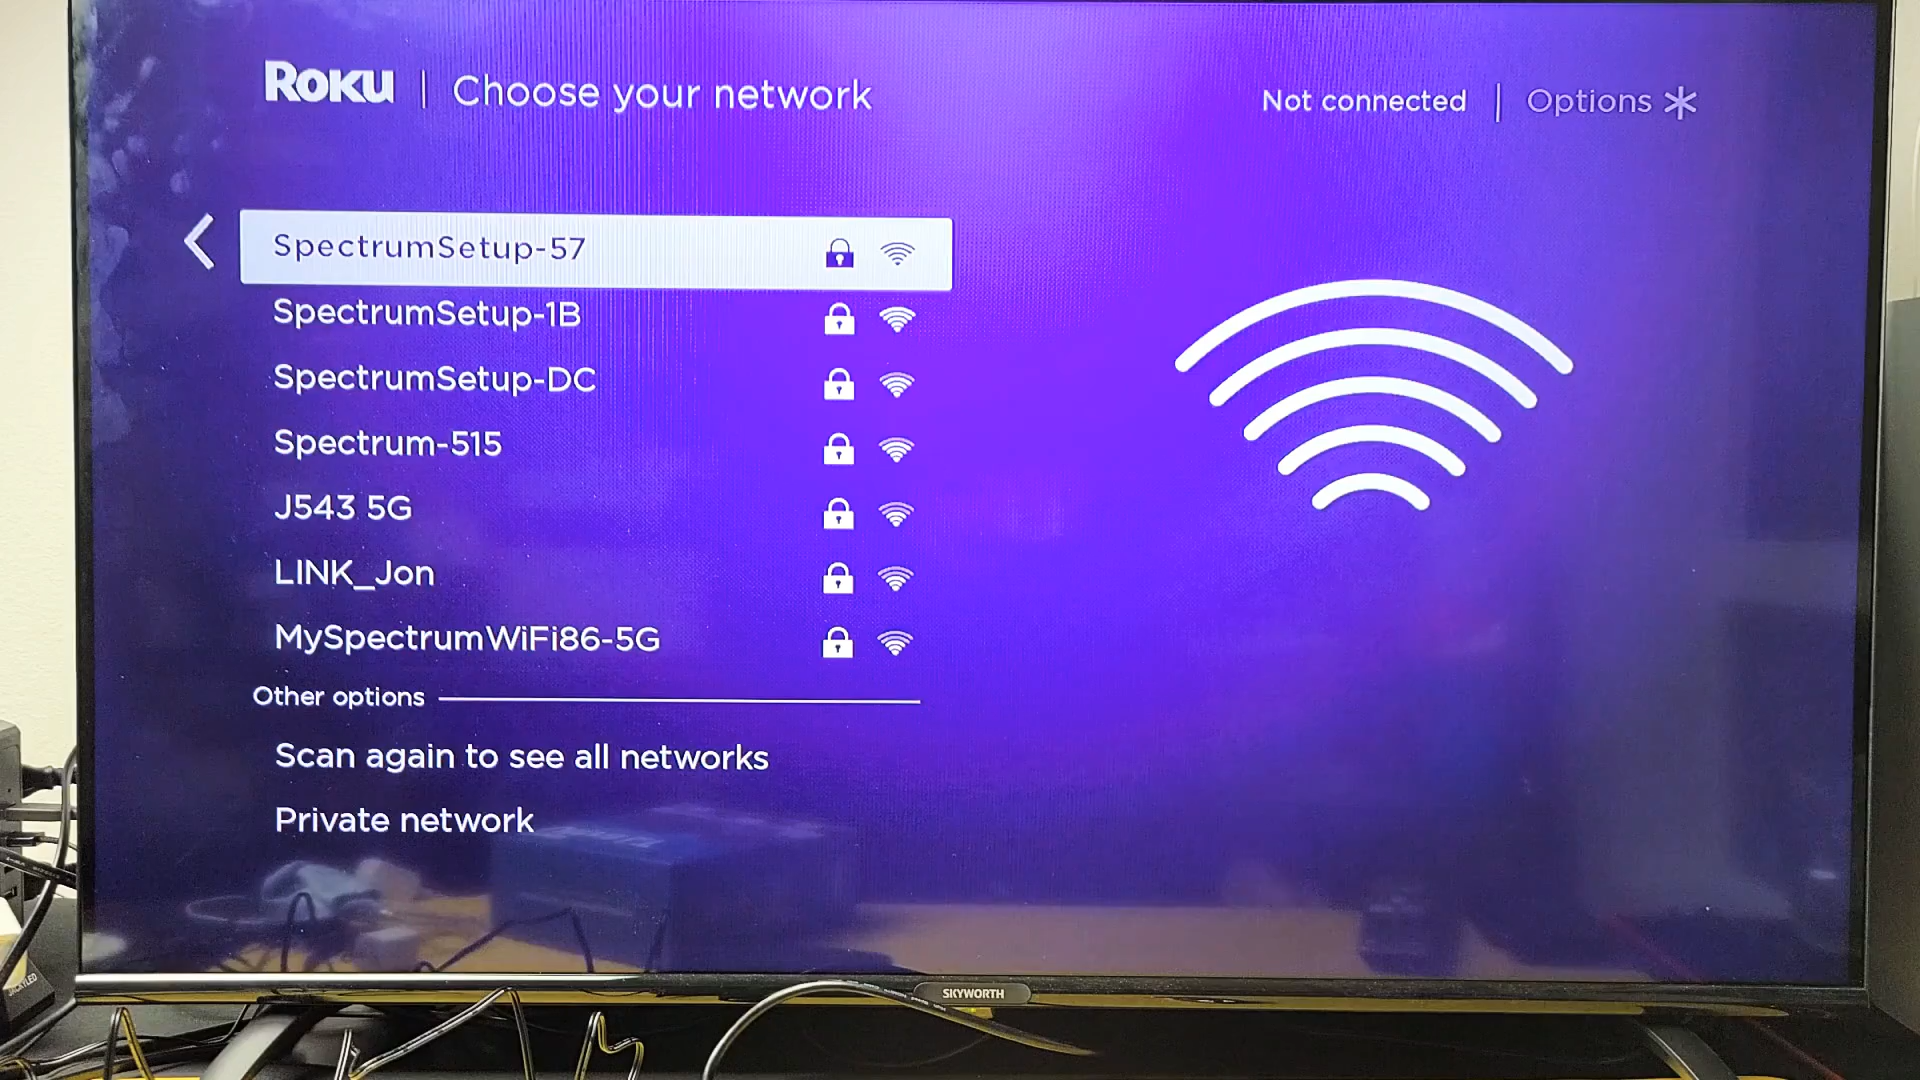 Roku | Choose your network
Not connected | Options
SpectrumSetup-57
SpectrumSetup-1B
SpectrumSetup-DC
Spectrum-515
J543 5G
LINK_Jon
MySpectrumWiFi86-5G
Other options
Scan again to see all networks
Private network
SKYWORTH